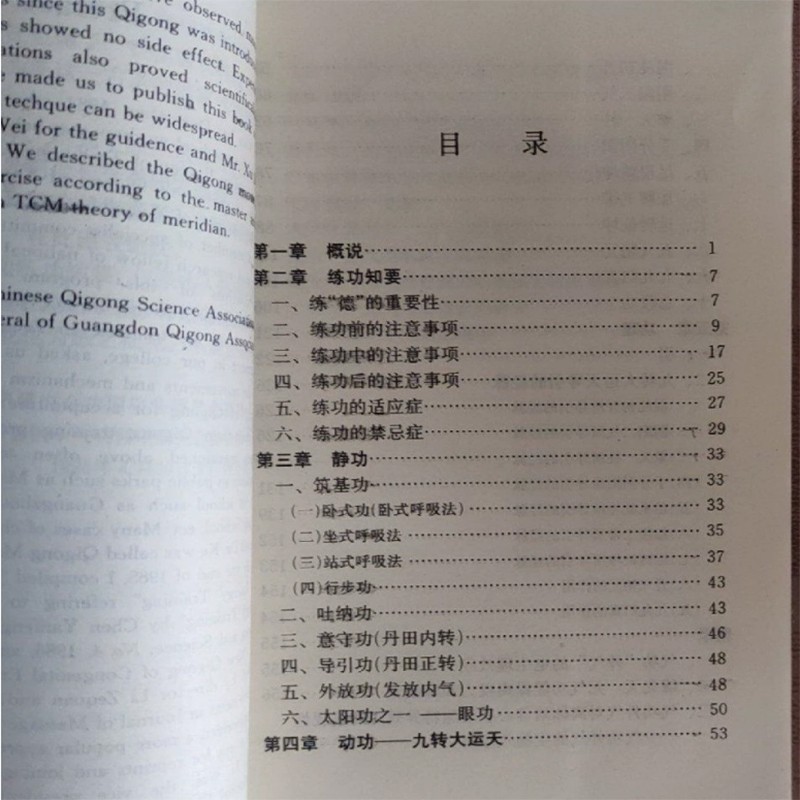 ve observed
s since this Qigong was
s showed no side effect.
ations also proved
e made us to publish this book
techque can be widespread.
Wei for the guidence and Mr.
We described the Qigong
ercise according to the master
TCM theory of meridian.
hinese Qigong Science
eral of Guangdon Qigong
目 录
第一章 概说……1
第二章 练功知要……7
一、练“德”的重要性……7
二、练功前的注意事项……9
三、练功中的注意事项……17
四、练功后的注意事项……25
五、练功的适应症……27
六、练功的禁忌症……29
第三章 静功……33
一、筑基功……33
(一)卧式功(卧式呼吸法)……33
(二)坐式呼吸法……35
(三)站式呼吸法……37
(四)行步功……43
二、吐纳功……43
三、意守功(丹田内转)……46
四、导引功(丹田正转)……48
五、外放功(发放内气)……48
六、太阳功之一 ——眼功……50
第四章 动功——九转大运天……53